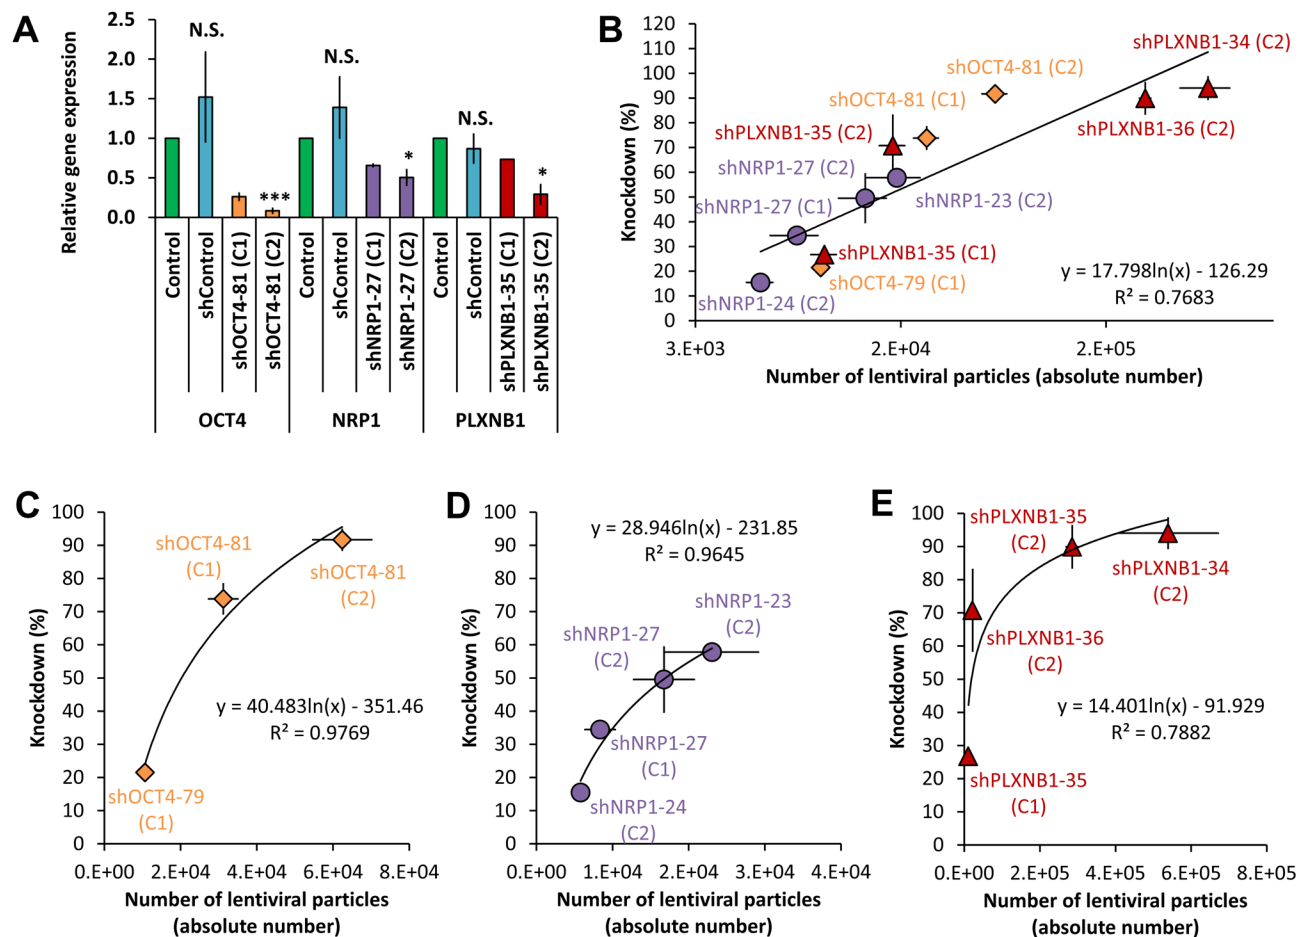 A
Relative gene expression
2.5
2.0
1.5
1.0
0.5
0.0
N.S.
N.S.
N.S.
***
*
*
Control
shControl
shOCT4-81 (C1)
shOCT4-81 (C2)
Control
shControl
shNRP1-27 (C1)
shNRP1-27 (C2)
Control
shControl
shPLXNB1-35 (C1)
shPLXNB1-35 (C2)
OCT4
NRP1
PLXNB1
B
Knockdown (%)
120
110
100
90
80
70
60
50
40
30
20
10
0
shPLXNB1-34 (C2)
shOCT4-81 (C2)
shOCT4-81 (C1)
shPLXNB1-35 (C2)
shPLXNB1-36 (C2)
shNRP1-27 (C2)
shNRP1-23 (C2)
shNRP1-27 (C1)
shPLXNB1-35 (C1)
shOCT4-79 (C1)
shNRP1-24 (C2)
y = 17.798ln(x) - 126.29
R² = 0.7683
3.E+03
2.E+04
2.E+05
Number of lentiviral particles (absolute number)
C
Knockdown (%)
100
90
80
70
60
50
40
30
20
10
0
shOCT4-81
(C1)
shOCT4-81
(C2)
y = 40.483ln(x) - 351.46
R² = 0.9769
shOCT4-79
(C1)
0.E+00
2.E+04
4.E+04
6.E+04
8.E+04
Number of lentiviral particles
(absolute number)
D
Knockdown (%)
100
90
80
70
60
50
40
30
20
10
0
y = 28.946ln(x) - 231.85
R² = 0.9645
shNRP1-23
(C2)
shNRP1-27
(C2)
shNRP1-27
(C1)
shNRP1-24
(C2)
0.E+00
1.E+04
2.E+04
3.E+04
4.E+04
Number of lentiviral particles
(absolute number)
E
Knockdown (%)
100
90
80
70
60
50
40
30
20
10
0
shPLXNB1-35
(C2)
shPLXNB1-34
(C2)
shPLXNB1-36
(C2)
y = 14.401ln(x) - 91.929
R² = 0.7882
shPLXNB1-35
(C1)
0.E+00
2.E+05
4.E+05
6.E+05
8.E+05
Number of lentiviral particles
(absolute number)